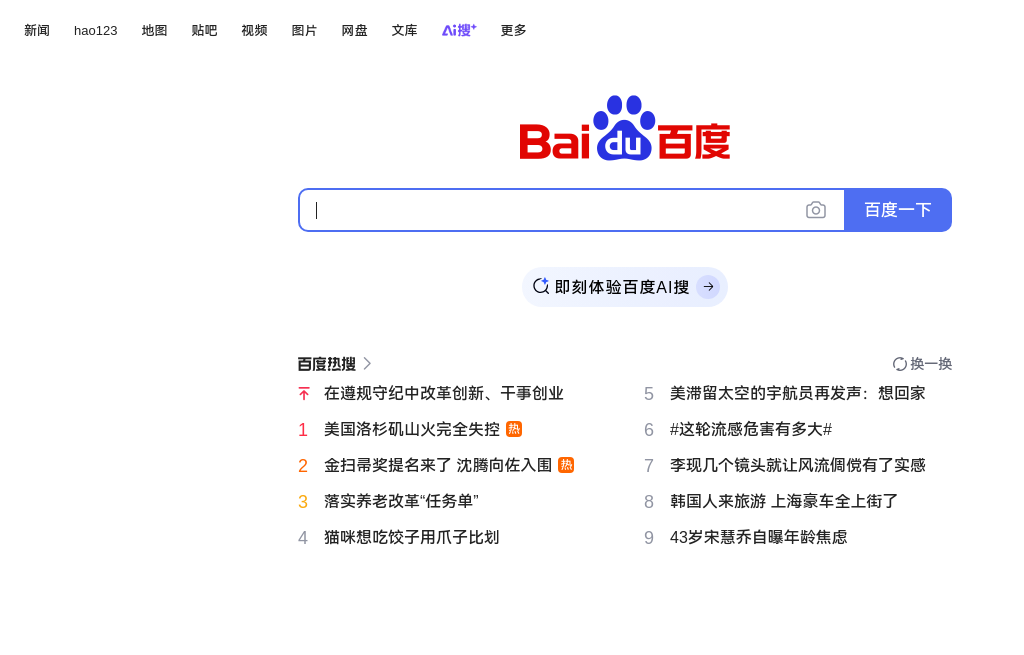 新闻 hao123 地图 贴吧 视频 图片 网盘 文库 Ai搜+ 更多
Baidu百度
百度一下
即刻体验百度AI搜
百度热搜 换一换
在遵规守纪中改革创新、干事创业
1 美国洛杉矶山火完全失控 热
2 金扫帚奖提名来了 沈腾向佐入围 热
3 落实养老改革“任务单”
4 猫咪想吃饺子用爪子比划
5 美滞留太空的宇航员再发声：想回家
6 #这轮流感危害有多大#
7 李现几个镜头就让风流倜傥有了实感
8 韩国人来旅游 上海豪车全上街了
9 43岁宋慧乔自曝年龄焦虑